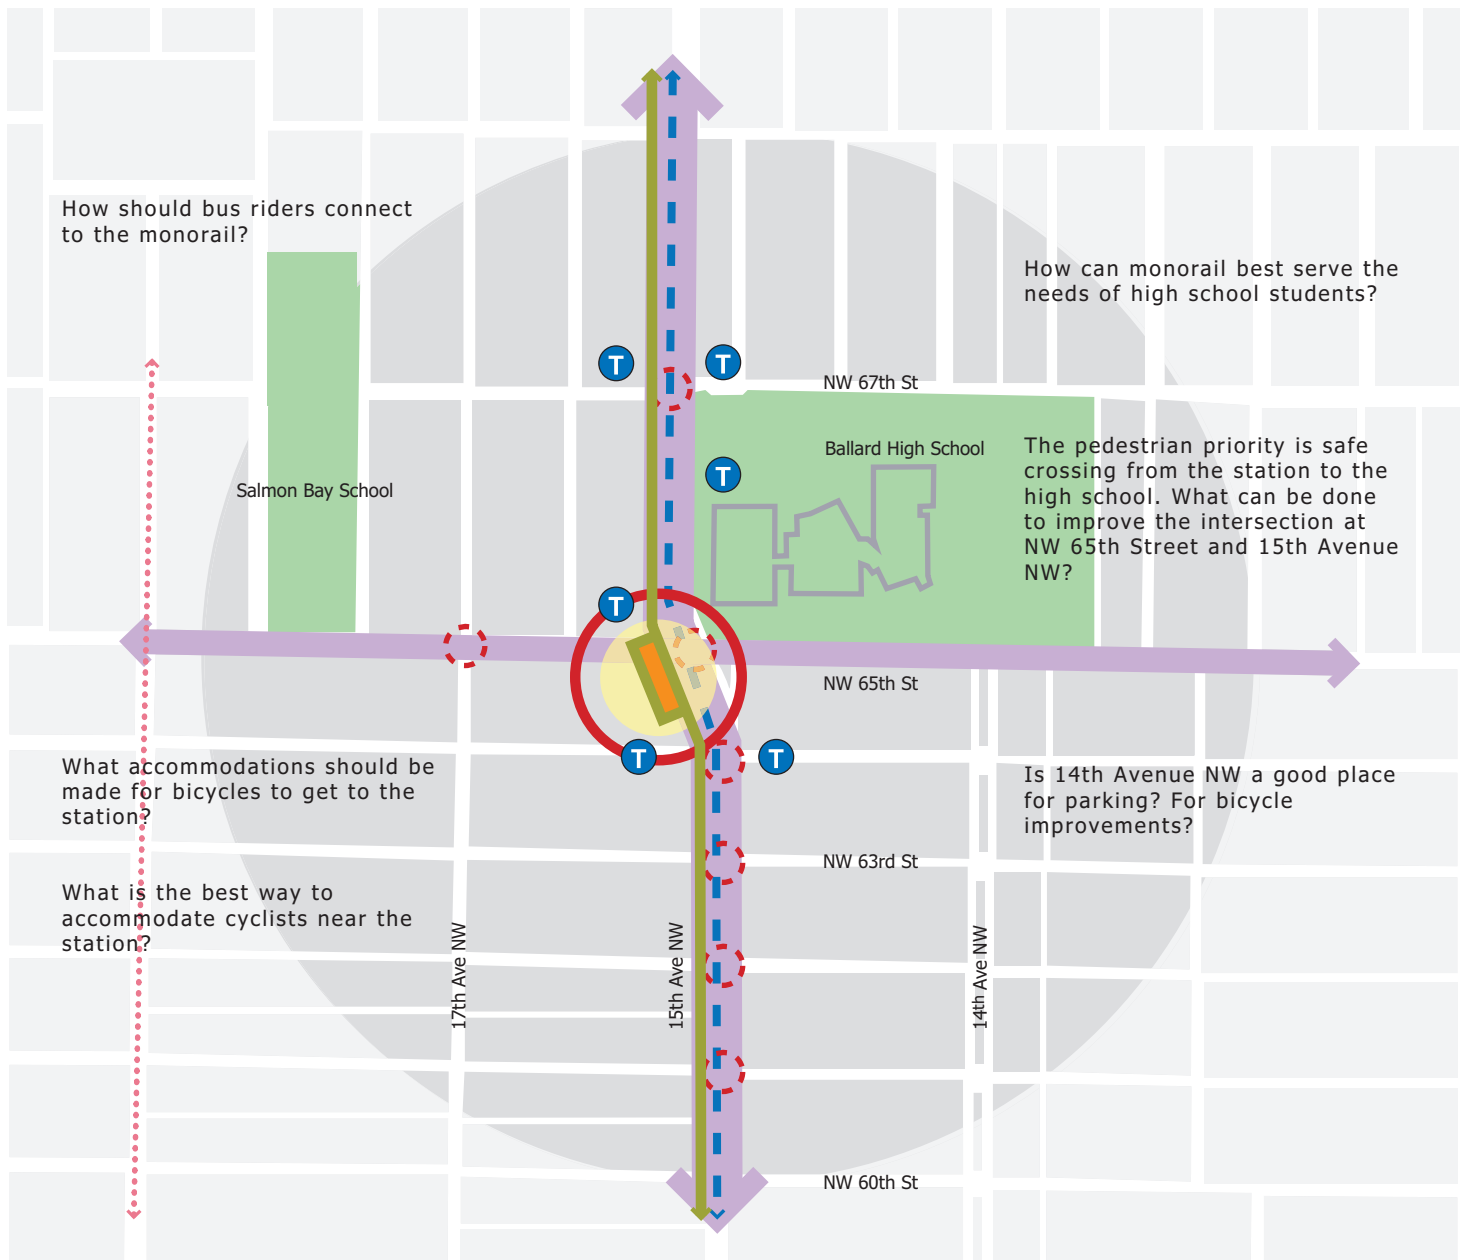 How should bus riders connect
to the monorail?
How can monorail best serve the
needs of high school students?
T
T
NW 67th St
Ballard High School
The pedestrian priority is safe
crossing from the station to the
high school. What can be done
to improve the intersection at
NW 65th Street and 15th Avenue
NW?
T
Salmon Bay School
T
NW 65th St
T
T
What accommodations should be
made for bicycles to get to the
station?
Is 14th Avenue NW a good place
for parking? For bicycle
improvements?
NW 63rd St
What is the best way to
accommodate cyclists near the
station?
17th Ave NW
15th Ave NW
14th Ave NW
NW 60th St